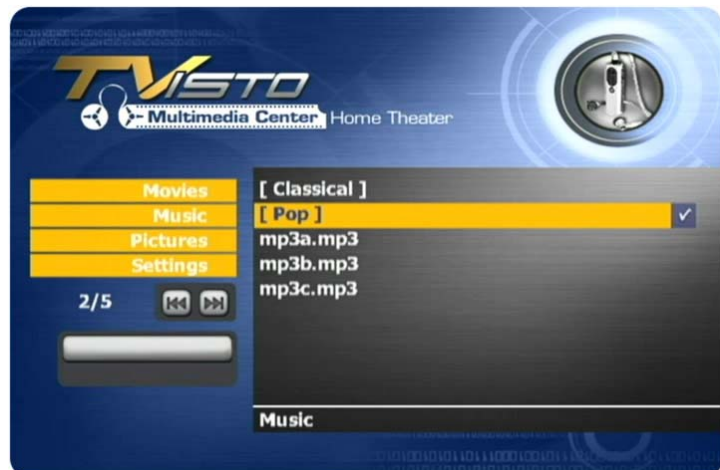 TVISTO
Multimedia Center Home Theater
Movies
Music
Pictures
Settings
2/5
[ Classical ]
[ Pop ]
mp3a.mp3
mp3b.mp3
mp3c.mp3
Music